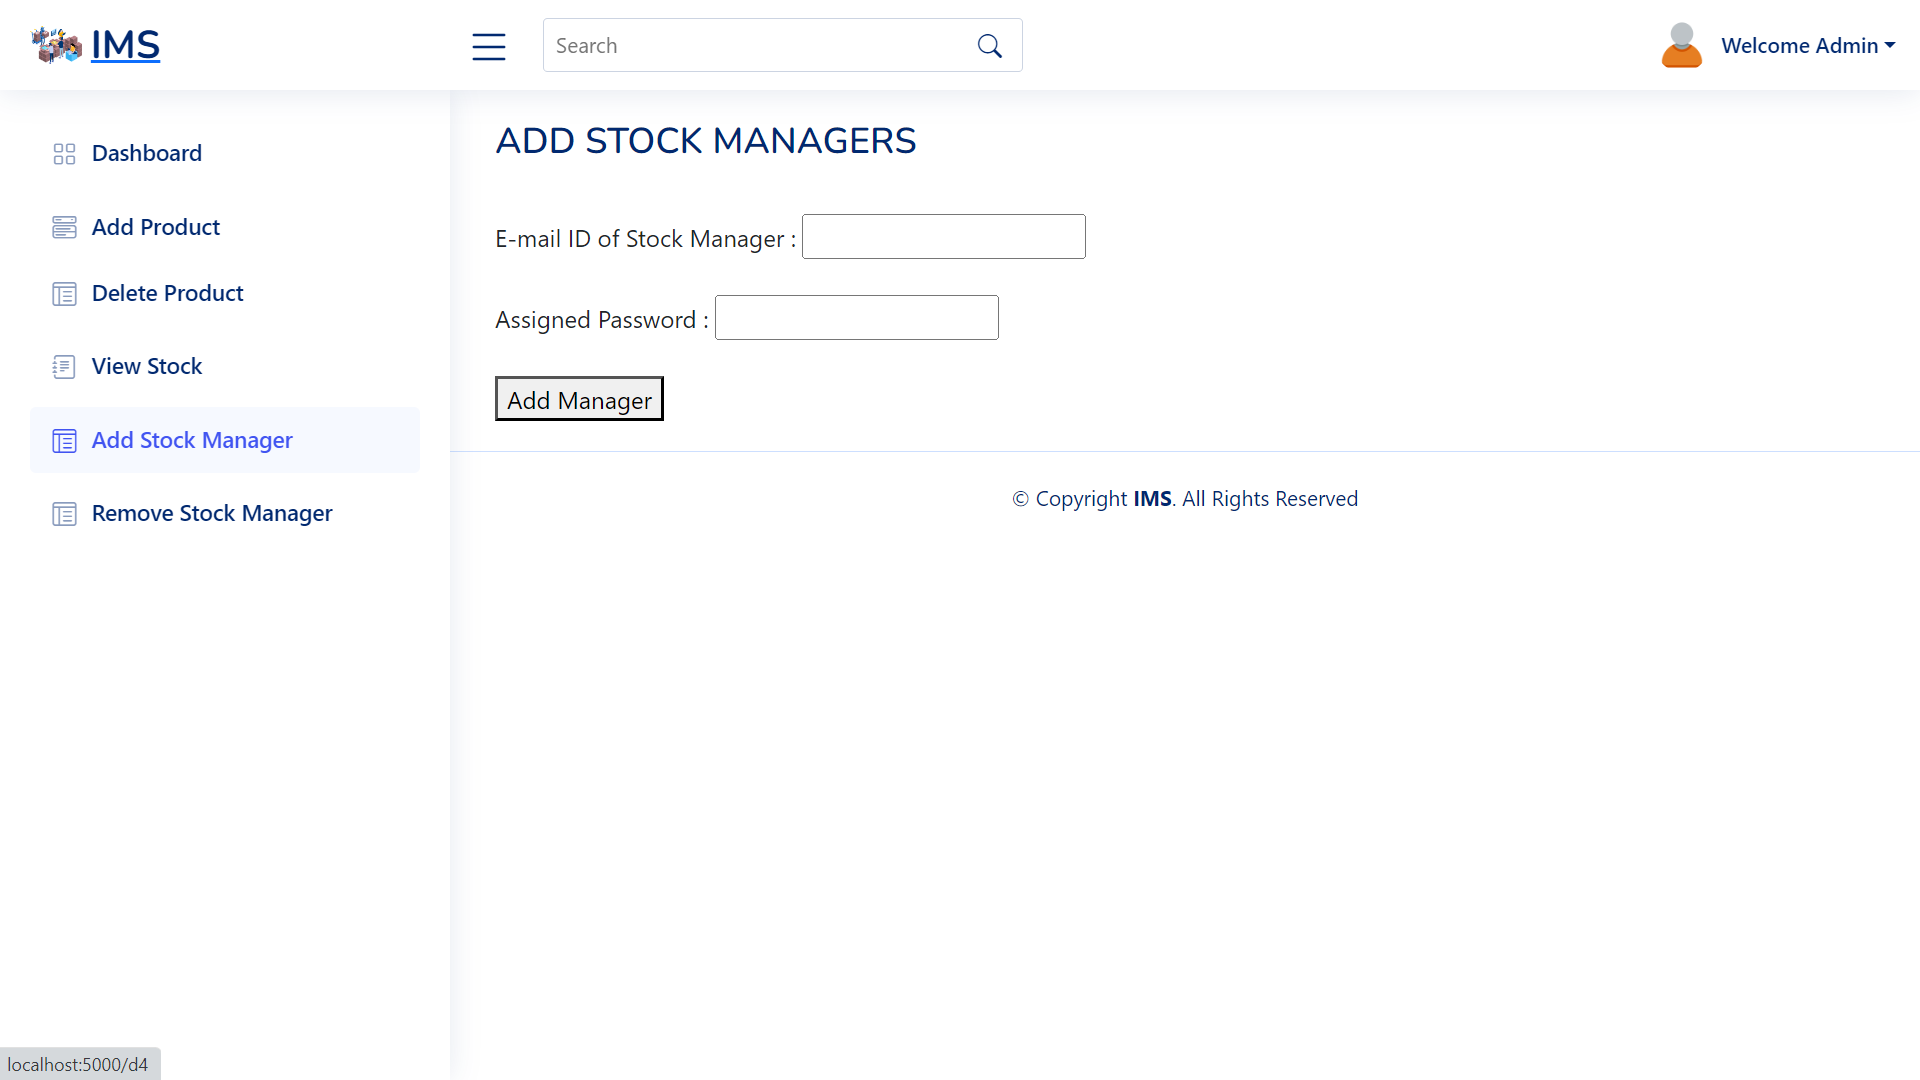 IMS
Search
Welcome Admin
Dashboard
Add Product
Delete Product
View Stock
Add Stock Manager
Remove Stock Manager
ADD STOCK MANAGERS
E-mail ID of Stock Manager :
Assigned Password :
Add Manager
© Copyright IMS. All Rights Reserved
localhost:5000/d4